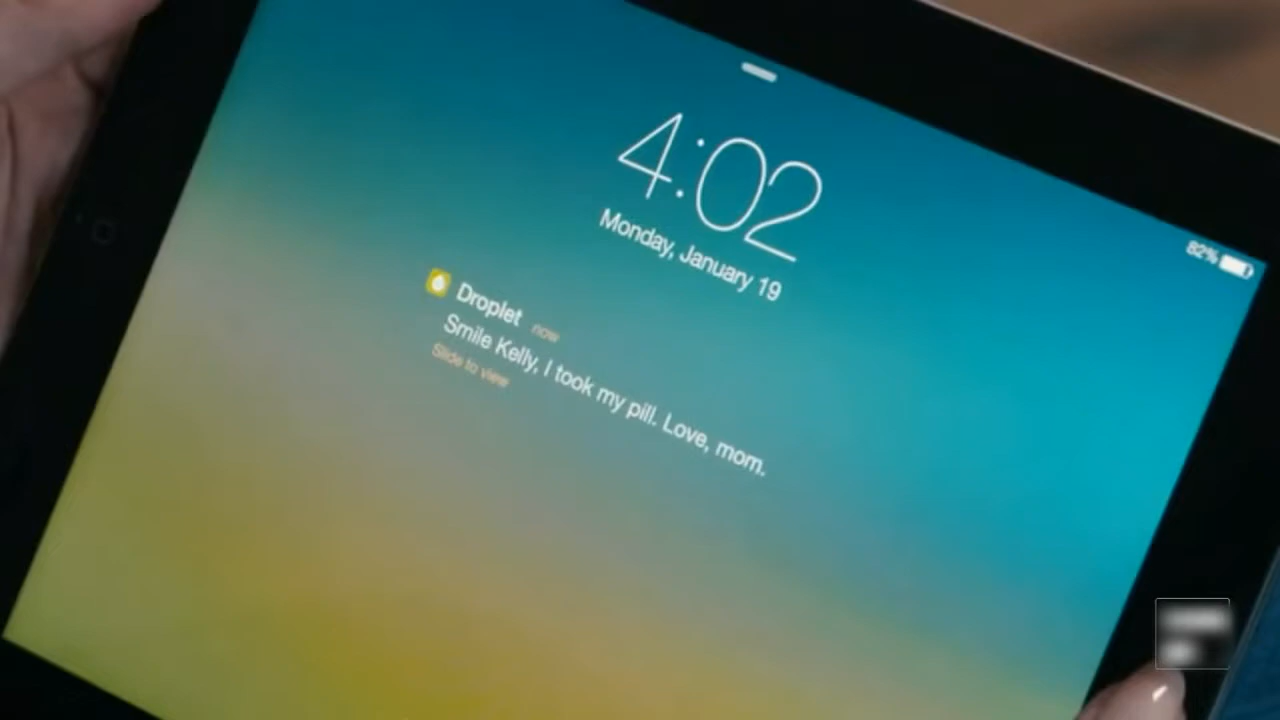 4:02
Monday, January 19
82%
Droplet now
Smile Kelly, I took my pill. Love, mom.
Slide to view